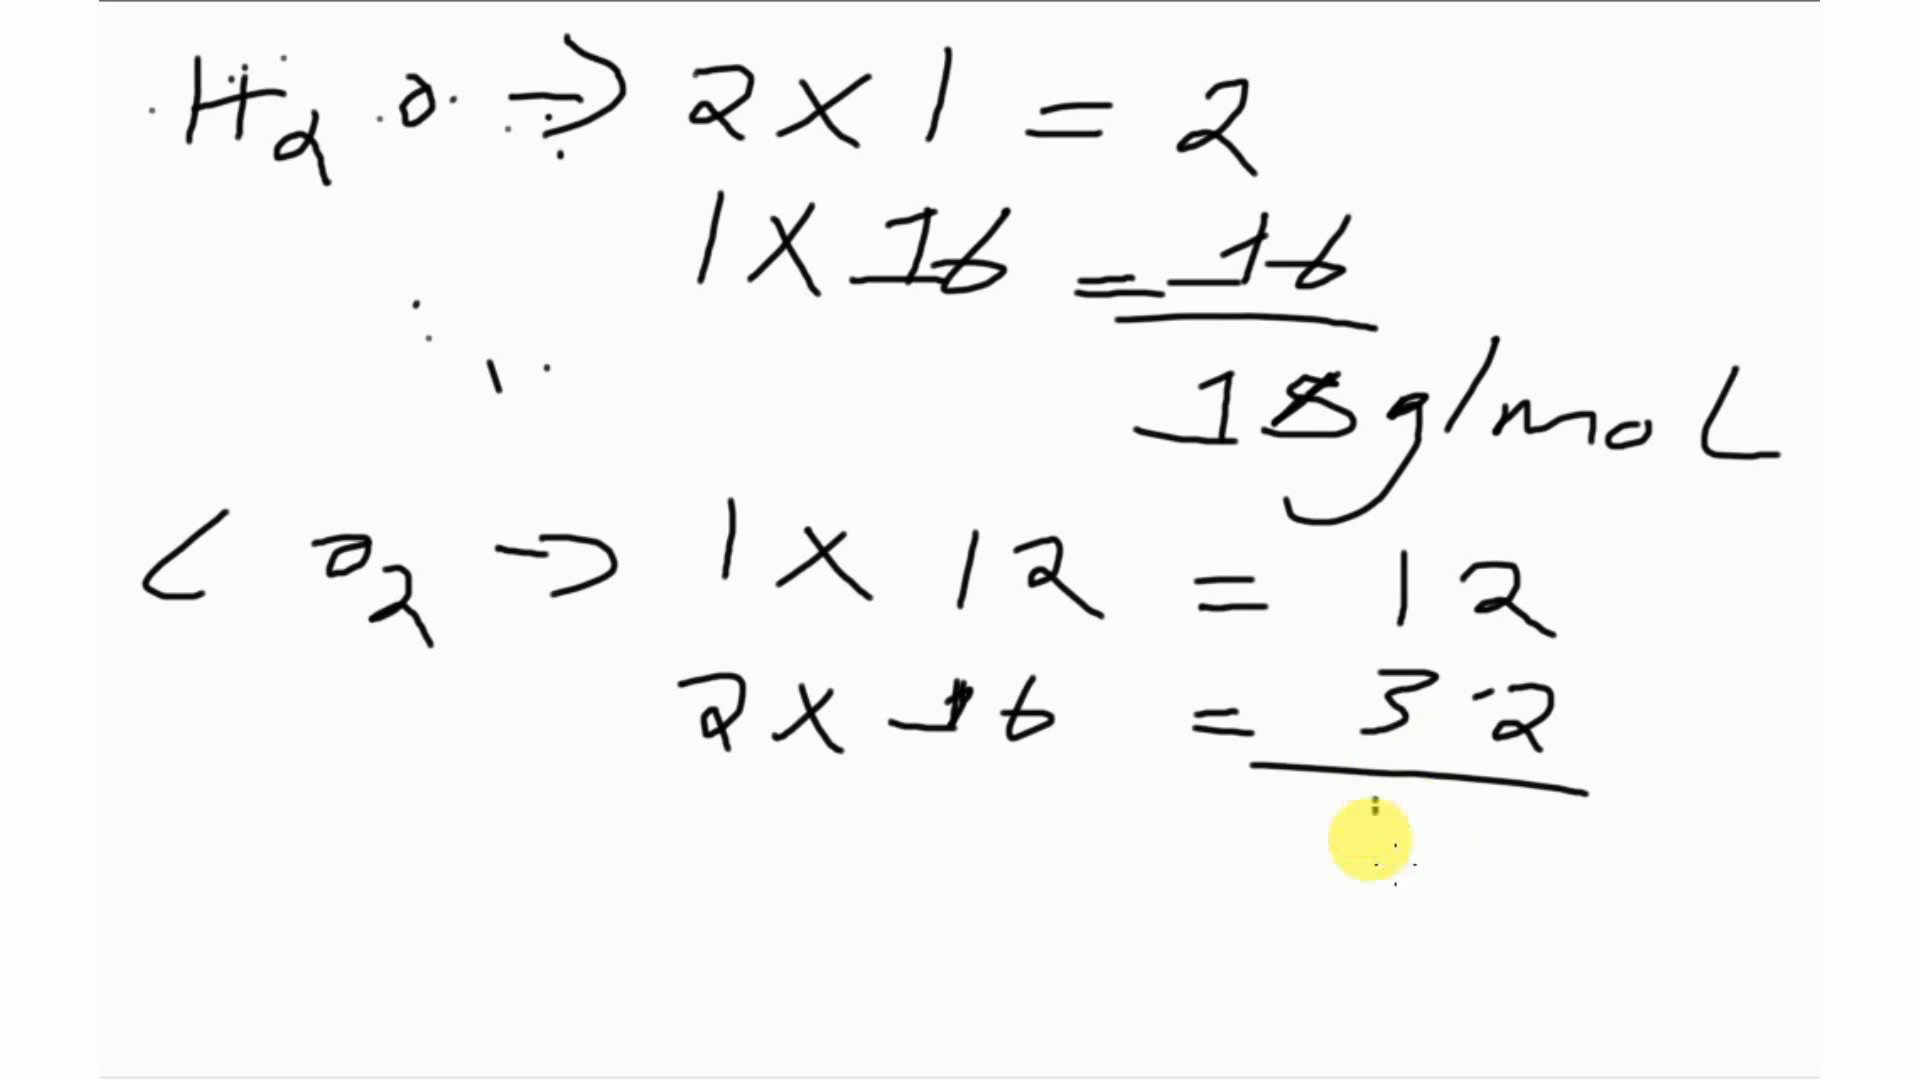 H₂O → 2 X 1 = 2
1 X 16 = 16
18 g/moL
CO₂ → 1 X 12 = 12
2 X 16 = 32